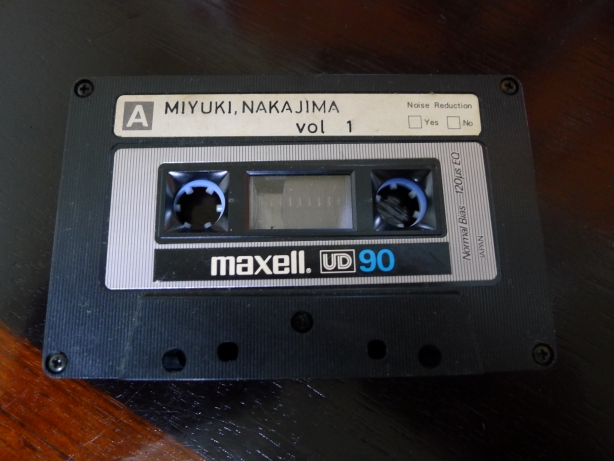 A
MIYUKI, NAKAJIMA
vol 1
Noise Reduction
Yes No
maxell. UD 90
Normal Bias 120μs EQ
JAPAN